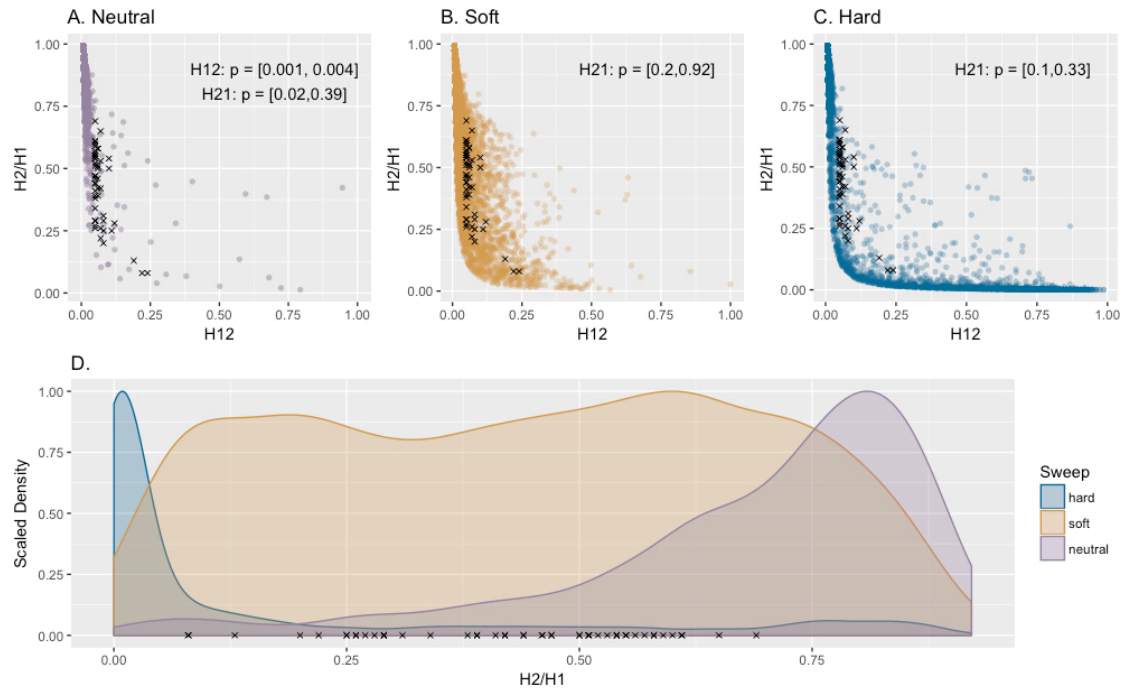 A. Neutral
B. Soft
C. Hard
1.00
0.75
0.50
0.25
0.00
H2/H1
H12: p = [0.001, 0.004]
H21: p = [0.02,0.39]
0.00 0.25 0.50 0.75 1.00
H12
1.00
0.75
0.50
0.25
0.00
H2/H1
H21: p = [0.2,0.92]
0.00 0.25 0.50 0.75 1.00
H12
1.00
0.75
0.50
0.25
0.00
H2/H1
H21: p = [0.1,0.33]
0.00 0.25 0.50 0.75 1.00
H12
D.
1.00
0.75
0.50
0.25
0.00
Scaled Density
0.00 0.25 0.50 0.75
H2/H1
Sweep
hard
soft
neutral